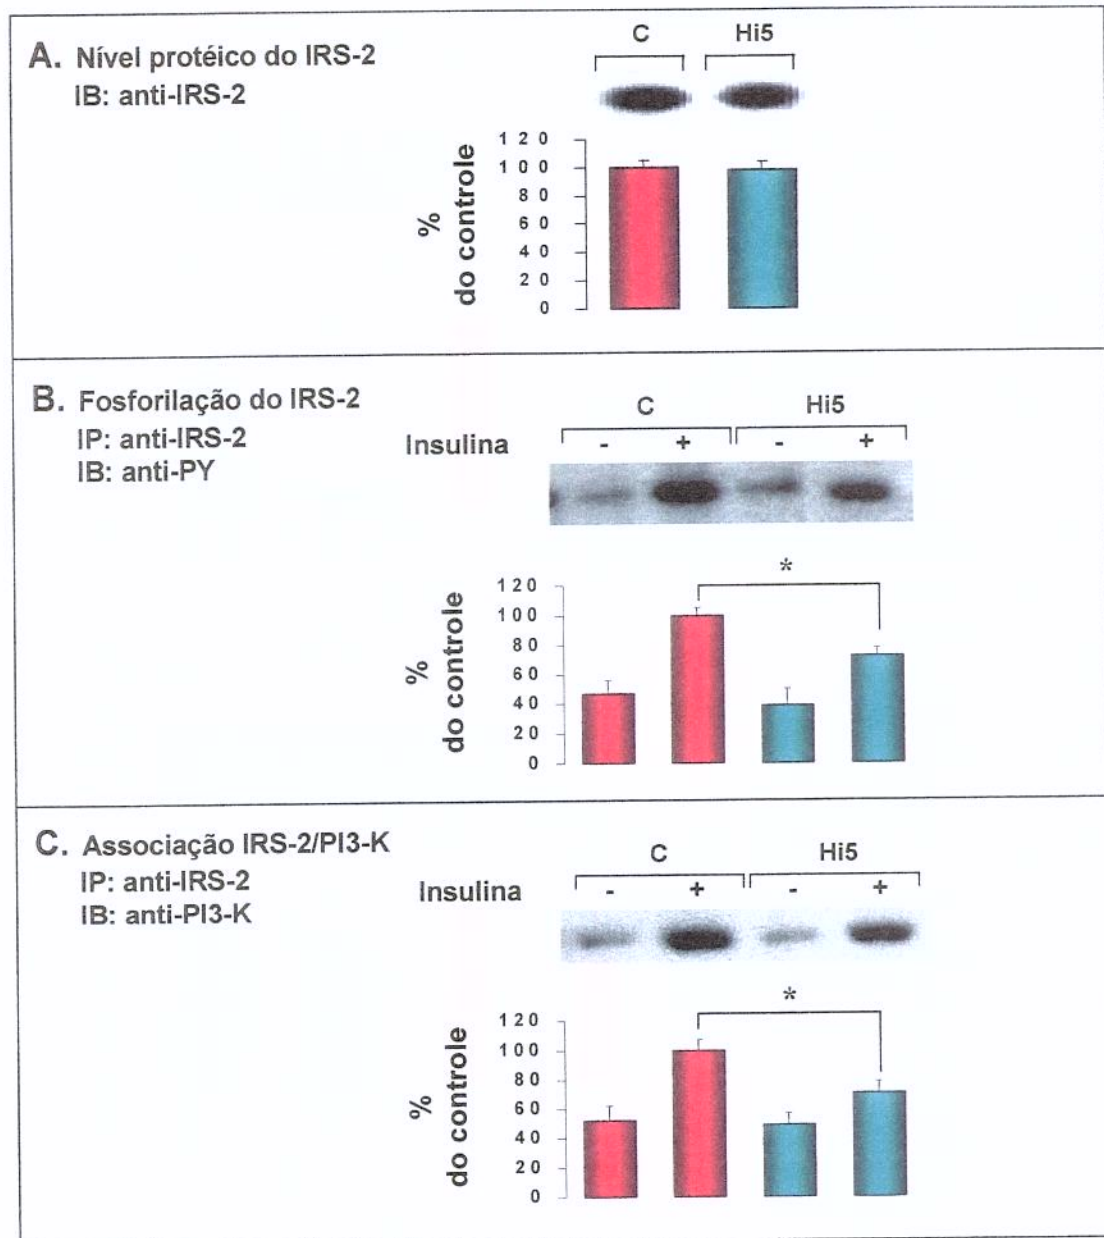 A. Nível protéico do IRS-2
IB: anti-IRS-2
C Hi5
% do controle
120
100
80
60
40
20
0
B. Fosforilação do IRS-2
IP: anti-IRS-2
IB: anti-PY
C Hi5
Insulina - + - +
*
% do controle
120
100
80
60
40
20
0
C. Associação IRS-2/PI3-K
IP: anti-IRS-2
IB: anti-PI3-K
C Hi5
Insulina - + - +
*
% do controle
120
100
80
60
40
20
0